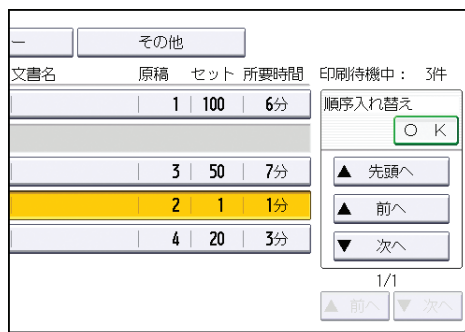 ー その他
文書名 原稿 セット 所要時間 印刷待機中： 3件
1 100 6分 順序入れ替え
ＯＫ
3 50 7分 ▲ 先頭へ
2 1 1分 ▲ 前へ
4 20 3分 ▼ 次へ
1/1
▲ 前へ ▼ 次へ